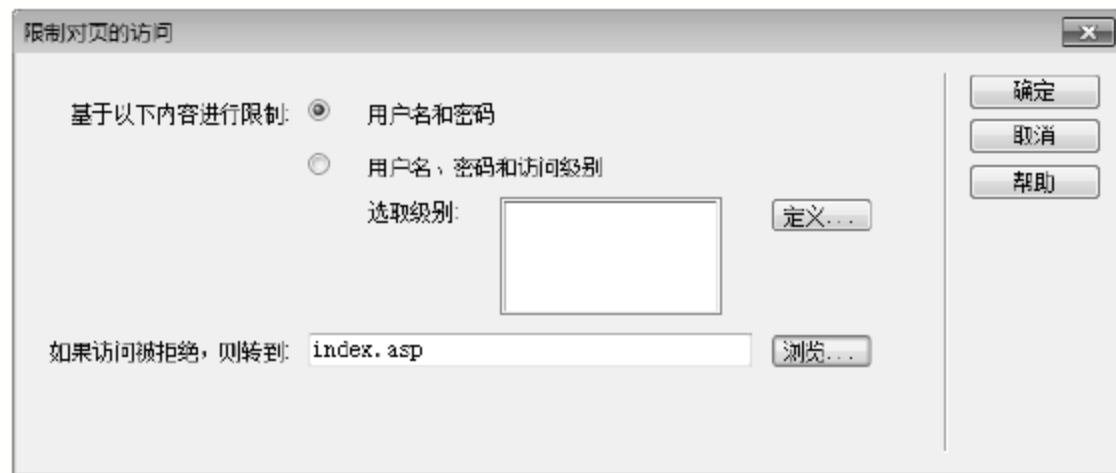 限制对页的访问
基于以下内容进行限制: 用户名和密码
用户名、密码和访问级别
选取级别:
定义...
如果访问被拒绝，则转到: index.asp
浏览...
确定
取消
帮助